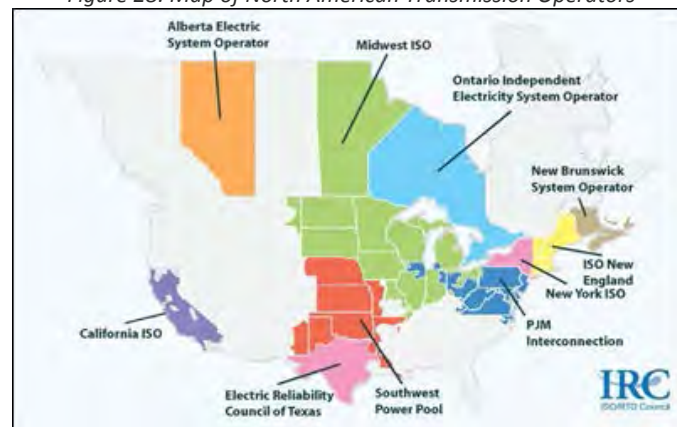 Figure 28. Map of North American Transmission Operators
Alberta Electric
System Operator
Midwest ISO
Ontario Independent
Electricity System Operator
New Brunswick
System Operator
ISO New
England
New York ISO
PJM
Interconnection
California ISO
Electric Reliability
Council of Texas
Southwest
Power Pool
IRC
ISO/RTO Council